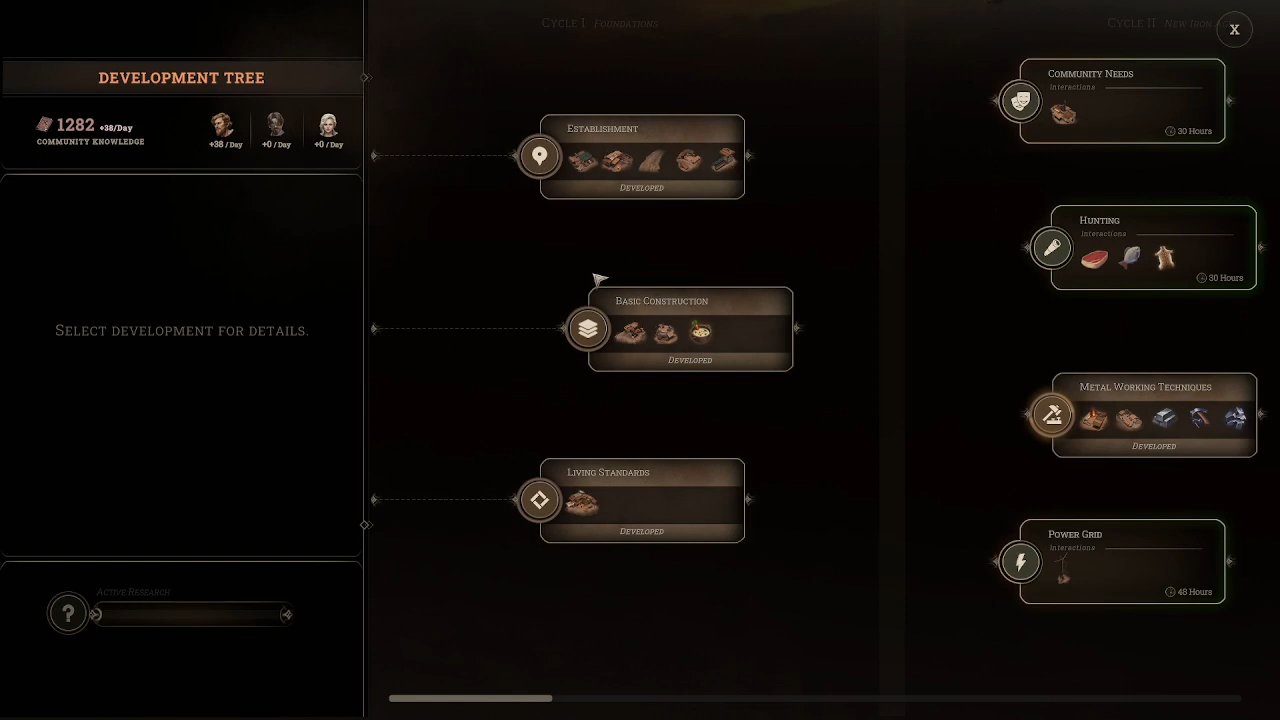 Cycle I Foundations
Cycle II New Iron
X
DEVELOPMENT TREE
1282 +38/Day
COMMUNITY KNOWLEDGE
+38 / Day
+0 / Day
+0 / Day
Select development for details.
Active Research
?
Establishment
Developed
Basic Construction
Developed
Living Standards
Developed
Community Needs
Interactions
30 Hours
Hunting
Interactions
30 Hours
Metal Working Techniques
Developed
Power Grid
Interactions
48 Hours